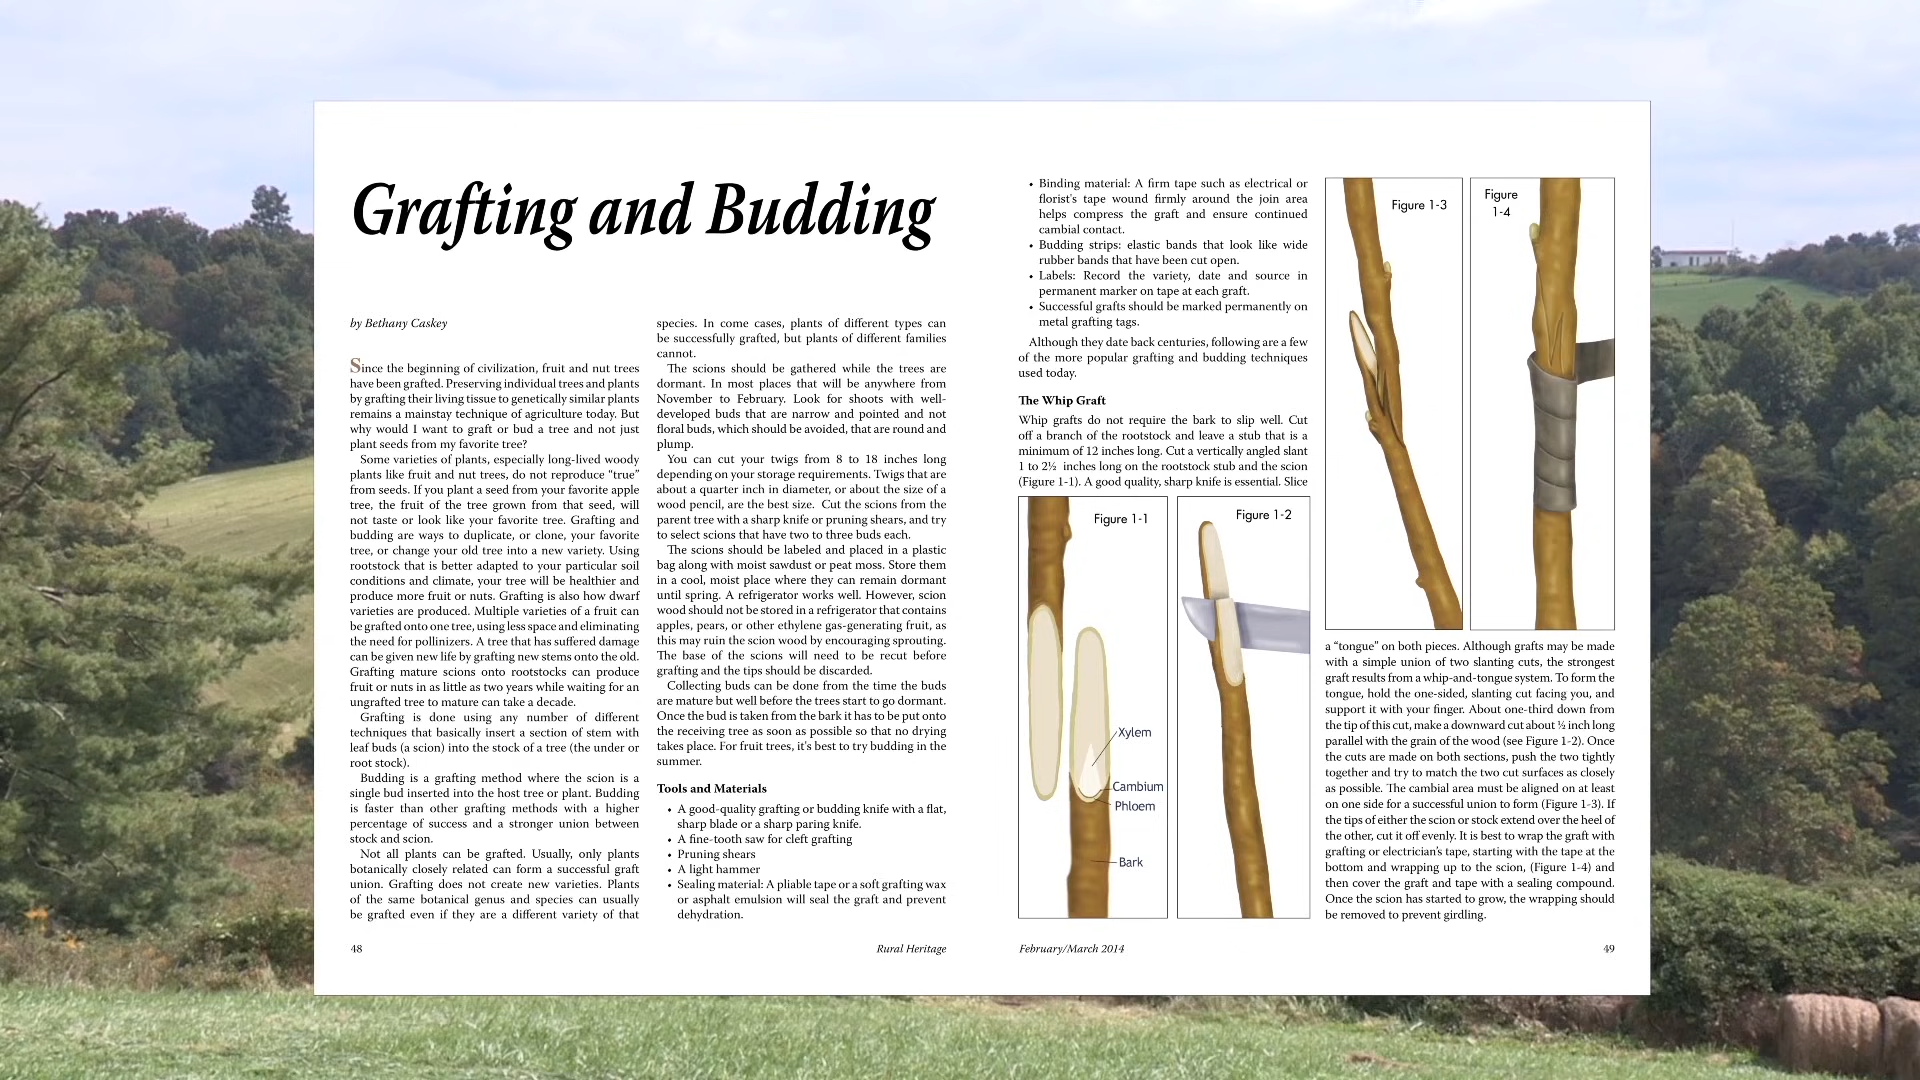 Grafting and Budding
by Bethany Caskey
Since the beginning of civilization, fruit and nut trees
have been grafted. Preserving individual trees and plants
by grafting their living tissue to genetically similar plants
remains a mainstay technique of agriculture today. But
why would I want to graft or bud a tree and not just
plant seeds from my favorite tree?
Some varieties of plants, especially long-lived woody
plants like fruit and nut trees, do not reproduce “true”
from seeds. If you plant a seed from your favorite apple
tree, the fruit of the tree grown from that seed, will
not taste or look like your favorite tree. Grafting and
budding are ways to duplicate, or clone, your favorite
tree, or change your old tree into a new variety. Using
rootstock that is better adapted to your particular soil
conditions and climate, your tree will be healthier and
produce more fruit or nuts. Grafting is also how dwarf
varieties are produced. Multiple varieties of a fruit can
be grafted onto one tree, using less space and eliminating
the need for pollinizers. A tree that has suffered damage
can be given new life by grafting new stems onto the old.
Grafting mature scions onto rootstocks can produce
fruit or nuts in as little as two years while waiting for an
ungrafted tree to mature can take a decade.
Grafting is done using any number of different
techniques that basically insert a section of stem with
leaf buds (a scion) into the stock of a tree (the under or
root stock).
Budding is a grafting method where the scion is a
single bud inserted into the host tree or plant. Budding
is faster than other grafting methods with a higher
percentage of success and a stronger union between
stock and scion.
Not all plants can be grafted. Usually, only plants
botanically closely related can form a successful graft
union. Grafting does not create new varieties. Plants
of the same botanical genus and species can usually
be grafted even if they are a different variety of that
species. In come cases, plants of different types can
be successfully grafted, but plants of different families
cannot.
The scions should be gathered while the trees are
dormant. In most places that will be anywhere from
November to February. Look for shoots with well-
developed buds that are narrow and pointed and not
floral buds, which should be avoided, that are round and
plump.
You can cut your twigs from 8 to 18 inches long
depending on your storage requirements. Twigs that are
about a quarter inch in diameter, or about the size of a
wood pencil, are the best size. Cut the scions from the
parent tree with a sharp knife or pruning shears, and try
to select scions that have two to three buds each.
The scions should be labeled and placed in a plastic
bag along with moist sawdust or peat moss. Store them
in a cool, moist place where they can remain dormant
until spring. A refrigerator works well. However, scion
wood should not be stored in a refrigerator that contains
apples, pears, or other ethylene gas-generating fruit, as
this may ruin the scion wood by encouraging sprouting.
The base of the scions will need to be recut before
grafting and the tips should be discarded.
Collecting buds can be done from the time the buds
are mature but well before the trees start to go dormant.
Once the bud is taken from the bark it has to be put onto
the receiving tree as soon as possible so that no drying
takes place. For fruit trees, it's best to try budding in the
summer.
Tools and Materials
• A good-quality grafting or budding knife with a flat,
sharp blade or a sharp paring knife.
• A fine-tooth saw for cleft grafting
• Pruning shears
• A light hammer
• Sealing material: A pliable tape or a soft grafting wax
or asphalt emulsion will seal the graft and prevent
dehydration.
48
Rural Heritage
• Binding material: A firm tape such as electrical or
florist's tape wound firmly around the join area
helps compress the graft and ensure continued
cambial contact.
• Budding strips: elastic bands that look like wide
rubber bands that have been cut open.
• Labels: Record the variety, date and source in
permanent marker on tape at each graft.
• Successful grafts should be marked permanently on
metal grafting tags.
Although they date back centuries, following are a few
of the more popular grafting and budding techniques
used today.
The Whip Graft
Whip grafts do not require the bark to slip well. Cut
off a branch of the rootstock and leave a stub that is a
minimum of 12 inches long. Cut a vertically angled slant
1 to 2½ inches long on the rootstock stub and the scion
(Figure 1-1). A good quality, sharp knife is essential. Slice
Figure 1-1
Xylem
Cambium
Phloem
Bark
Figure 1-2
Figure 1-3
Figure
1-4
a “tongue” on both pieces. Although grafts may be made
with a simple union of two slanting cuts, the strongest
graft results from a whip-and-tongue system. To form the
tongue, hold the one-sided, slanting cut facing you, and
support it with your finger. About one-third down from
the tip of this cut, make a downward cut about ½ inch long
parallel with the grain of the wood (see Figure 1-2). Once
the cuts are made on both sections, push the two tightly
together and try to match the two cut surfaces as closely
as possible. The cambial area must be aligned on at least
on one side for a successful union to form (Figure 1-3). If
the tips of either the scion or stock extend over the heel of
the other, cut it off evenly. It is best to wrap the graft with
grafting or electrician's tape, starting with the tape at the
bottom and wrapping up to the scion, (Figure 1-4) and
then cover the graft and tape with a sealing compound.
Once the scion has started to grow, the wrapping should
be removed to prevent girdling.
February/March 2014
49